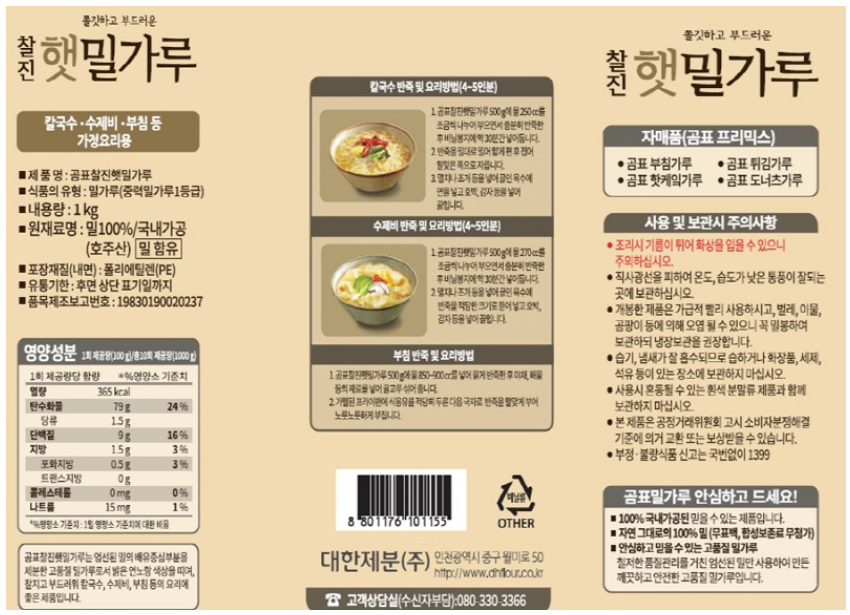 쫄깃하고 부드러운
찰진 햇밀가루
칼국수·수제비·부침 등
가정요리용
■ 제 품 명 : 곰표찰진햇밀가루
■ 식품의 유형 : 밀가루(중력밀가루1등급)
■ 내용량 : 1 kg
■ 원재료명 : 밀100%/국내가공
(호주산) 밀 함유
■ 포장재질(내면) : 폴리에틸렌(PE)
■ 유통기한 : 후면 상단 표기일까지
■ 품목제조보고번호 : 19830190020237
영양성분 1회 제공량(100 g)/총10회 제공량(1000 g)
1회 제공량당 함량 *%영양소 기준치
열량 365 kcal
탄수화물 79 g 24 %
당류 1.5 g
단백질 9 g 16 %
지방 1.5 g 3 %
포화지방 0.5 g 3 %
트랜스지방 0 g
콜레스테롤 0 mg 0 %
나트륨 15 mg 1 %
*%영양소 기준치 : 1일 영양소 기준치에 대한 비율
곰표찰진햇밀가루는 엄선된 밀의 배유중심부분을
제분한 고품질 밀가루로서 밝은 연노랑 색상을 띠며,
찰지고 부드러워 칼국수, 수제비, 부침 등의 요리에
좋은 제품입니다.
칼국수 반죽 및 요리방법(4~5인분)
1. 곰표찰진햇밀가루 500 g에 물 250 cc를
조금씩 나누어 부으면서 충분히 반죽한
후 비닐봉지에 약 30분간 넣어둡니다.
2. 반죽을 밀대로 밀어 얇게 편 후 접어
알맞은 폭으로 자릅니다.
3. 멸치나 조개 등을 넣어 끓인 육수에
면을 넣고 호박, 감자 등을 넣어
끓입니다.
수제비 반죽 및 요리방법(4~5인분)
1. 곰표찰진햇밀가루 500 g에 물 270 cc를
조금씩 나누어 부으면서 충분히 반죽한
후 비닐봉지에 약 30분간 넣어둡니다.
2. 멸치나 조개 등을 넣어 끓인 육수에
반죽을 적당한 크기로 뜯어 넣고 호박,
감자 등을 넣어 끓입니다.
부침 반죽 및 요리방법
1. 곰표찰진햇밀가루 500 g에 물 850~900 cc를 넣어 묽게 반죽한 후 야채, 해물
등의 재료를 넣어 골고루 섞어 줍니다.
2. 가열된 프라이팬에 식용유를 적당히 두른 다음 국자로 반죽을 얇맞게 부어
노릇노릇하게 부칩니다.
8 801176 101155
비닐류
OTHER
대한제분(주) 인천광역시 중구 월미로 50
http://www.dhflour.co.kr
☎ 고객상담실(수신자부담):080-330-3366
쫄깃하고 부드러운
찰진 햇밀가루
자매품(곰표 프리믹스)
● 곰표 부침가루 ● 곰표 튀김가루
● 곰표 핫케잌가루 ● 곰표 도너츠가루
사용 및 보관시 주의사항
● 조리시 기름이 튀어 화상을 입을 수 있으니
주의하십시오.
● 직사광선을 피하여 온도, 습도가 낮은 통풍이 잘되는
곳에 보관하십시오.
● 개봉한 제품은 가급적 빨리 사용하시고, 벌레, 이물,
곰팡이 등에 의해 오염 될 수 있으니 꼭 밀봉하여
보관하되 냉장보관을 권장합니다.
● 습기, 냄새가 잘 흡수되므로 습하거나 화장품, 세제,
석유 등이 있는 장소에 보관하지 마십시오.
● 사용시 혼동될 수 있는 흰색 분말류 제품과 함께
보관하지 마십시오.
● 본 제품은 공정거래위원회 고시 소비자분쟁해결
기준에 의거 교환 또는 보상받을 수 있습니다.
● 부정·불량식품 신고는 국번없이 1399
곰표밀가루 안심하고 드세요!
■ 100% 국내가공된 믿을 수 있는 제품입니다.
■ 자연 그대로의 100% 밀 (무표백, 합성보존료 무첨가)
■ 안심하고 믿을 수 있는 고품질 밀가루
철저한 품질관리를 거친 엄선된 밀만 사용하여 만든
깨끗하고 안전한 고품질 밀가루입니다.